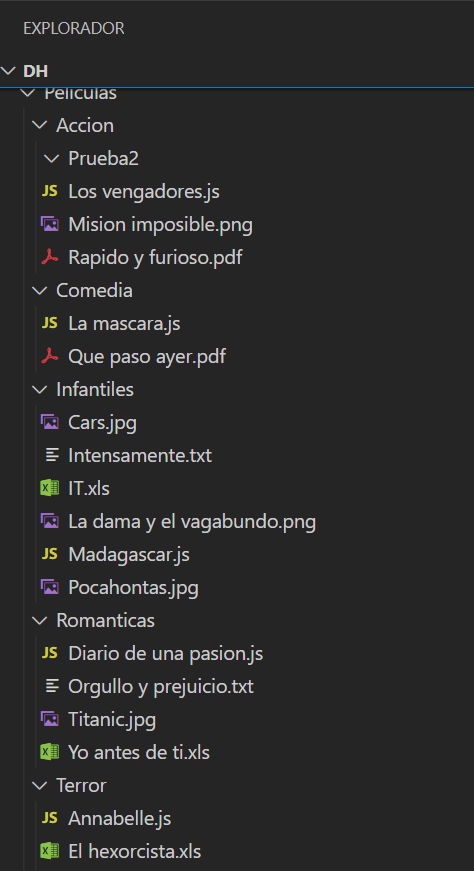 EXPLORADOR
DH
Peliculas
Accion
Prueba2
JS Los vengadores.js
Mision imposible.png
Rapido y furioso.pdf
Comedia
JS La mascara.js
Que paso ayer.pdf
Infantiles
Cars.jpg
Intensamente.txt
IT.xls
La dama y el vagabundo.png
JS Madagascar.js
Pocahontas.jpg
Romanticas
JS Diario de una pasion.js
Orgullo y prejuicio.txt
Titanic.jpg
Yo antes de ti.xls
Terror
JS Annabelle.js
El hexorcista.xls